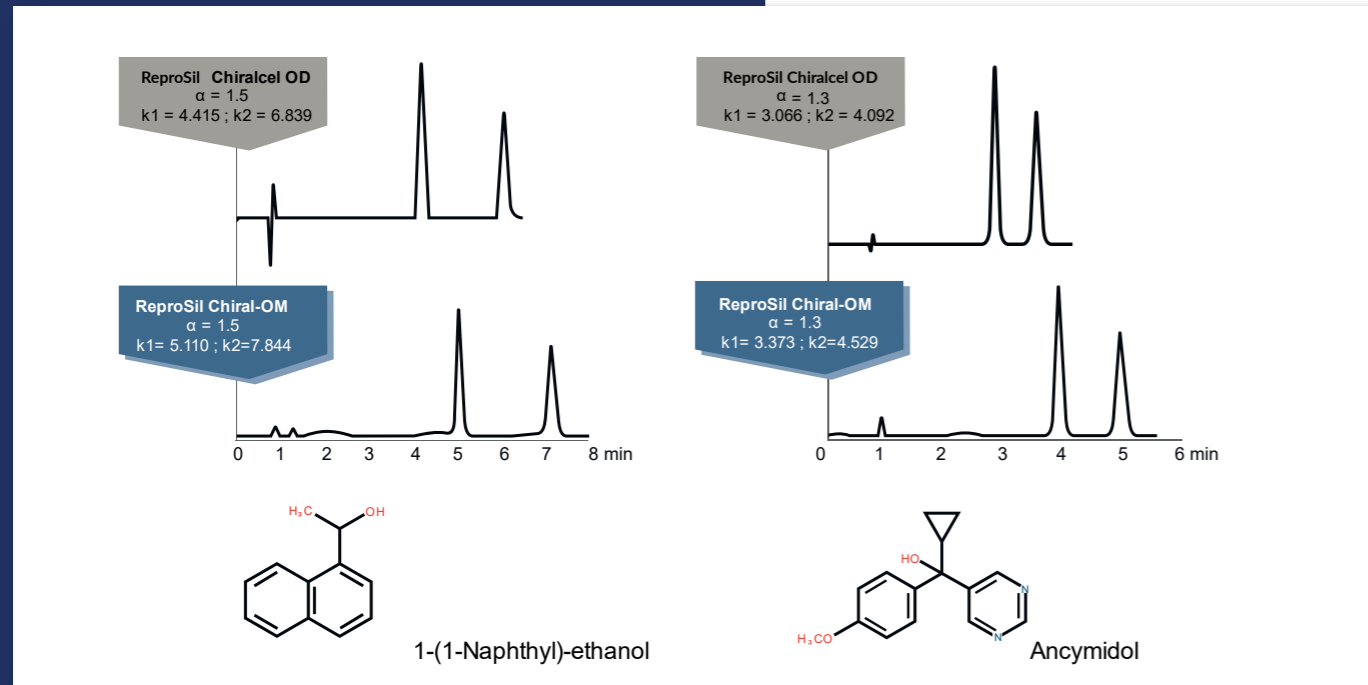 ReproSil Chiralcel OD
α = 1.5
k1 = 4.415 ; k2 = 6.839
ReproSil Chiralcel OD
α = 1.3
k1 = 3.066 ; k2 = 4.092
ReproSil Chiral-OM
α = 1.5
k1= 5.110 ; k2=7.844
ReproSil Chiral-OM
α = 1.3
k1= 3.373 ; k2=4.529
0 1 2 3 4 5 6 7 8 min
0 1 2 3 4 5 6 min
H₃C OH
1-(1-Naphthyl)-ethanol
HO
N
H₃CO
N
Ancymidol